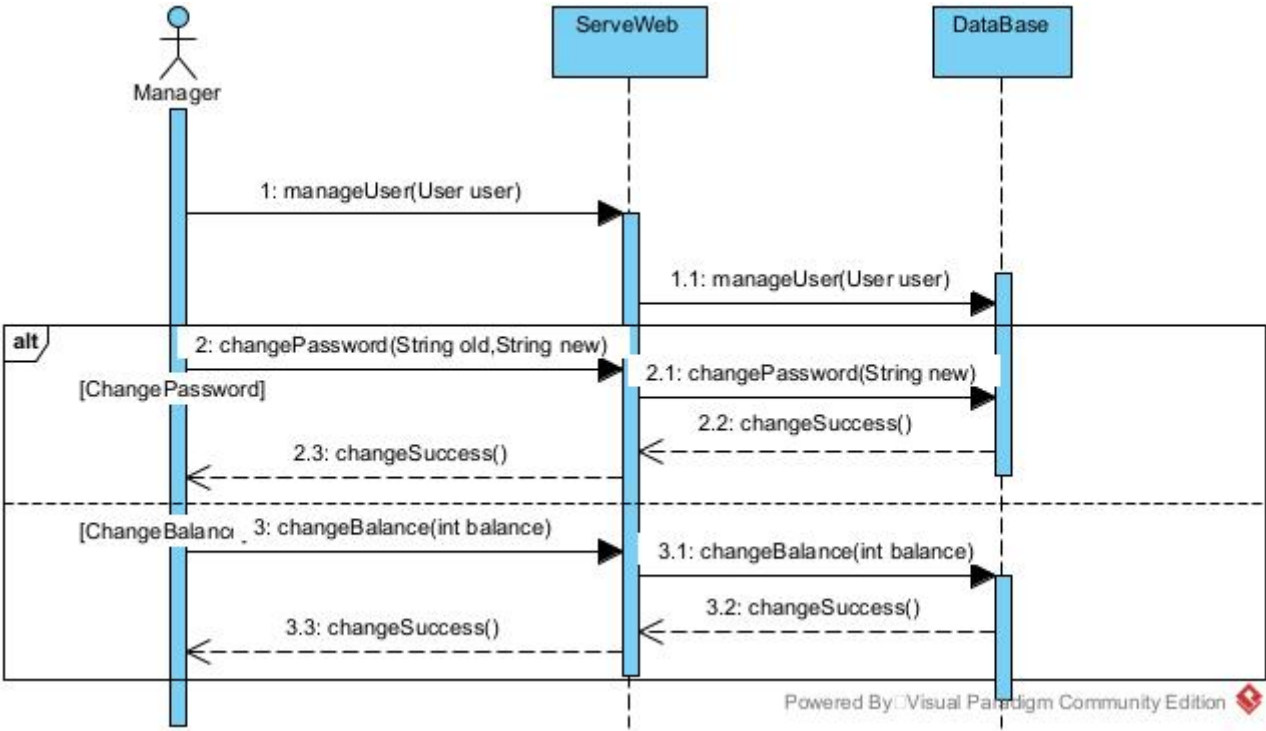 ServeWeb
DataBase
Manager
1: manageUser(User user)
1.1: manageUser(User user)
alt
2: changePassword(String old,String new)
[ChangePassword]
2.1: changePassword(String new)
2.2: changeSuccess()
2.3: changeSuccess()
[ChangeBalanc
3: changeBalance(int balance)
3.1: changeBalance(int balance)
3.2: changeSuccess()
3.3: changeSuccess()
Powered By Visual Paradigm Community Edition